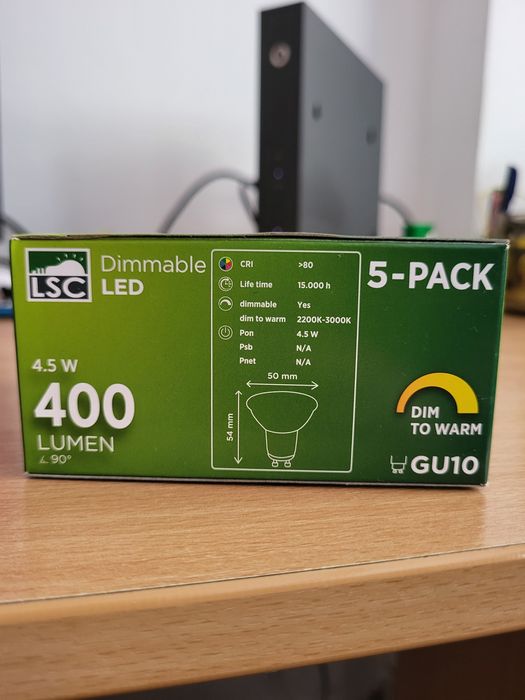 LSC
Dimmable
LED
4.5 W
400
LUMEN
90°
CRI >80
Life time 15.000 h
dimmable Yes
dim to warm 2200K-3000K
Pon 4.5 W
Psb N/A
Pnet N/A
50 mm
54 mm
5-PACK
DIM
TO WARM
GU10